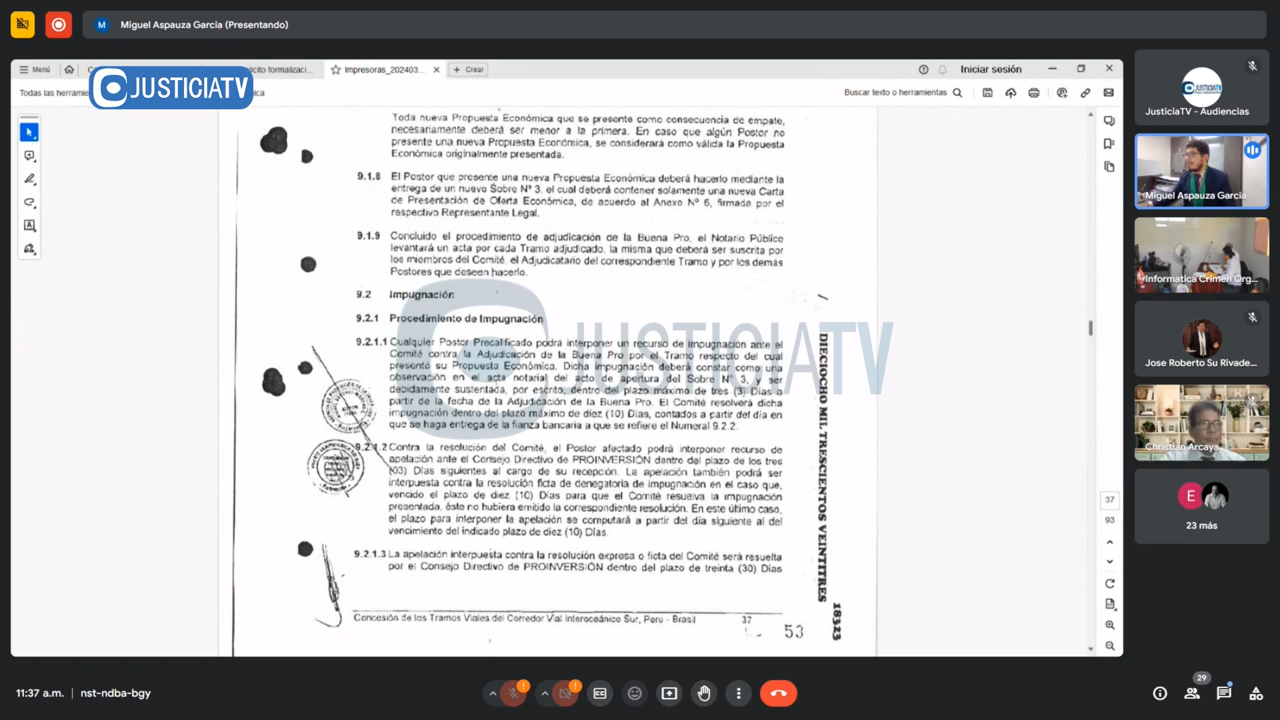 Miguel Aspauza Garcia (Presentando)
Menú
icito formalizaci...
Impresoras_202403...
Crear
Iniciar sesión
JUSTICIATV
Todas las herramie
Buscar texto o herramientas
Toda nueva Propuesta Económica que se presente como consecuencia de empate,
necesariamente deberá ser menor a la primera. En caso que algún Postor no
presente una nueva Propuesta Económica, se considerará como válida la Propuesta
Económica originalmente presentada.
9.1.8 El Postor que presente una nueva Propuesta Económica deberá hacerlo mediante la
entrega de un nuevo Sobre Nº 3, el cual deberá contener solamente una nueva Carta
de Presentación de Oferta Económica, de acuerdo al Anexo Nº 6, firmada por el
respectivo Representante Legal.
9.1.9 Concluido el procedimiento de adjudicación de la Buena Pro, el Notario Público
levantará un acta por cada Tramo adjudicado, la misma que deberá ser suscrita por
los miembros del Comité, el Adjudicatario del correspondiente Tramo y por los demás
Postores que deseen hacerlo.
9.2 Impugnación
9.2.1 Procedimiento de Impugnación
9.2.1.1 Cualquier Postor Precalificado podrá interponer un recurso de impugnación ante el
Comité contra la Adjudicación de la Buena Pro por el Tramo respecto del cual
presentó su Propuesta Económica. Dicha impugnación deberá constar como una
observación en el acta notarial del acto de apertura del Sobre Nº 3, y ser
debidamente sustentada, por escrito, dentro del plazo máximo de tres (3) Días a
partir de la fecha de la Adjudicación de la Buena Pro. El Comité resolverá dicha
impugnación dentro del plazo máximo de diez (10) Días, contados a partir del día en
que se haga entrega de la fianza bancaria a que se refiere el Numeral 9.2.2.
9.2.1.2 Contra la resolución del Comité, el Postor afectado podrá interponer recurso de
apelación ante el Consejo Directivo de PROINVERSIÓN dentro del plazo de los tres
(03) Días siguientes al cargo de su recepción. La apelación también podrá ser
interpuesta contra la resolución ficta de denegatoria de impugnación en el caso que,
vencido el plazo de diez (10) Días para que el Comité resuelva la impugnación
presentada, éste no hubiera emitido la correspondiente resolución. En este último caso,
el plazo para interponer la apelación se computará a partir del día siguiente al del
vencimiento del indicado plazo de diez (10) Días.
9.2.1.3 La apelación interpuesta contra la resolución expresa o ficta del Comité será resuelta
por el Consejo Directivo de PROINVERSIÓN dentro del plazo de treinta (30) Días
Concesión de los Tramos Viales del Corredor Vial Interoceánico Sur, Perú - Brasil
37
53
DIECHOCHO MIL TRESCIENTOS VEINTITRES
18323
JUSTICIATV
37
93
JusticiaTV - Audiencias
Miguel Aspauza Garcia
Informatica Crimen Org...
Jose Roberto Su Rivade...
Christian Arcaya
E
23 más
11:37 a.m. | nst-ndba-bgy
29